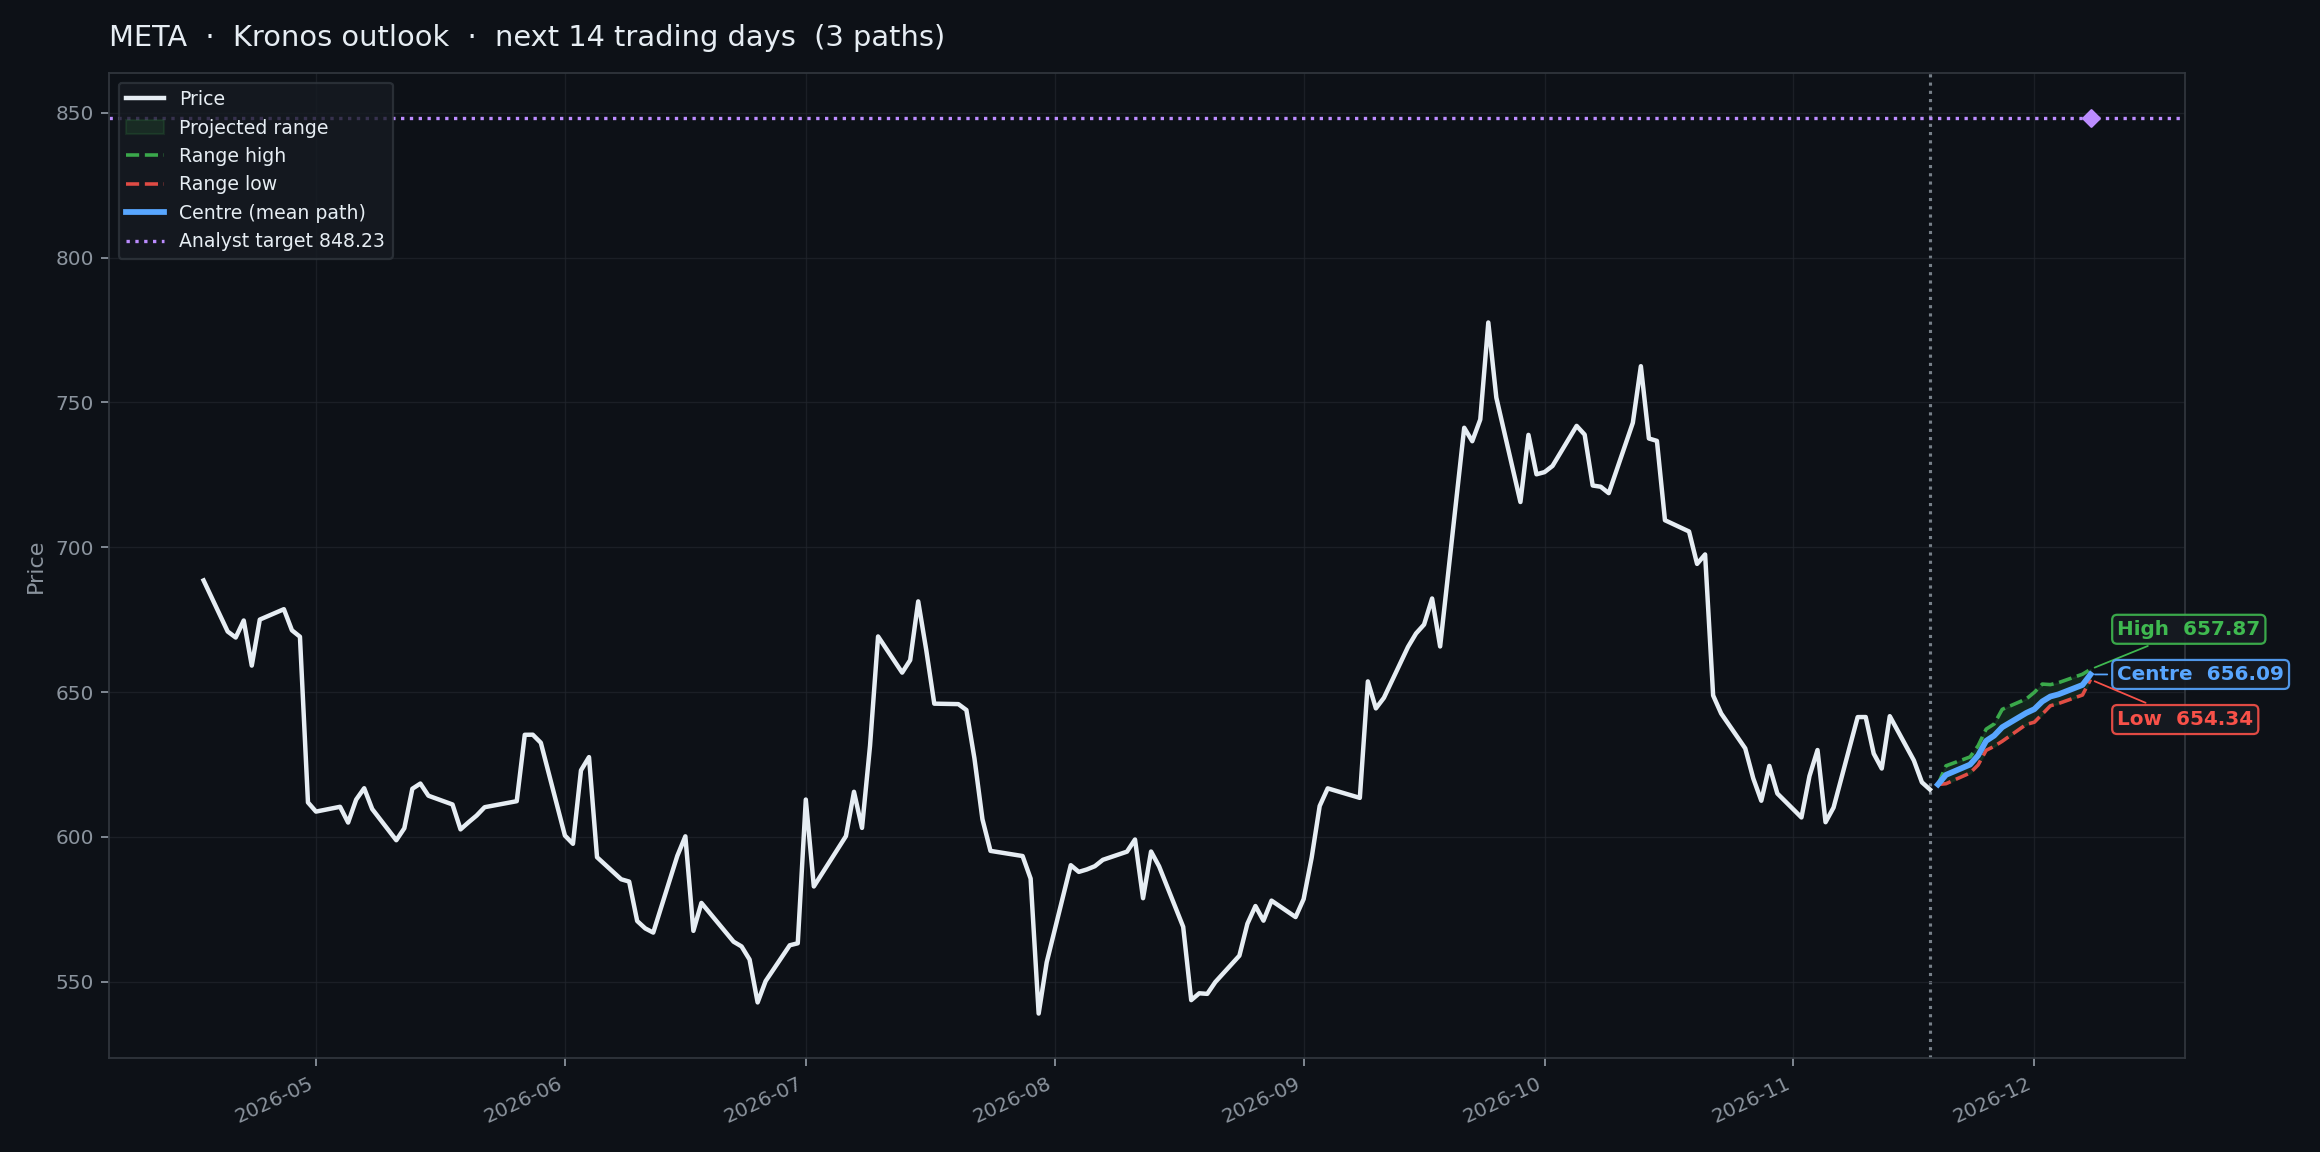 META · Kronos outlook · next 14 trading days (3 paths)
Price
Projected range
Range high
Range low
Centre (mean path)
Analyst target 848.23
850
800
750
700
650
600
550
Price
High 657.87
Centre 656.09
Low 654.34
2026-05
2026-06
2026-07
2026-08
2026-09
2026-10
2026-11
2026-12